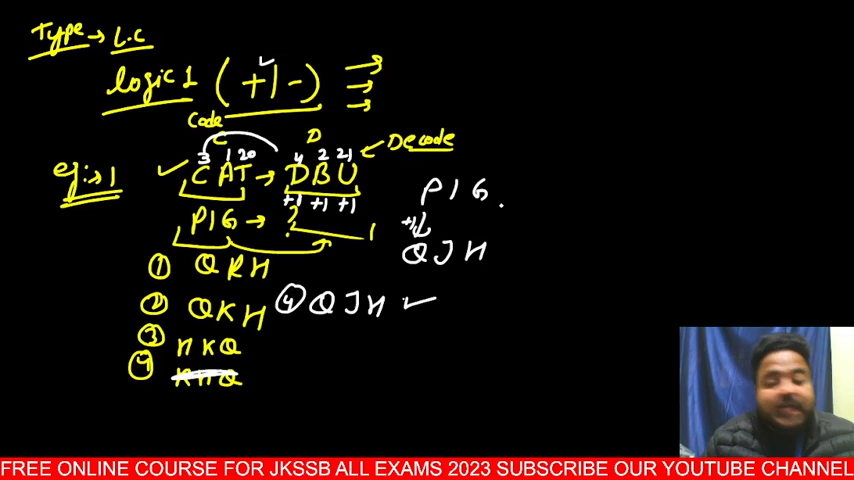 Type → L.C
logic 1 ( + | - )
Code
C D
3 1 20 4 2 21 Decode
eg:→1 CAT → DBU
+1 +1 +1
PIG → ? 1
PIG.
+1
QJH
① QRH
② QKH ④ QJH
③ HKQ
④ KHQ
FREE ONLINE COURSE FOR JKSSB ALL EXAMS 2023 SUBSCRIBE OUR YOUTUBE CHANNEL